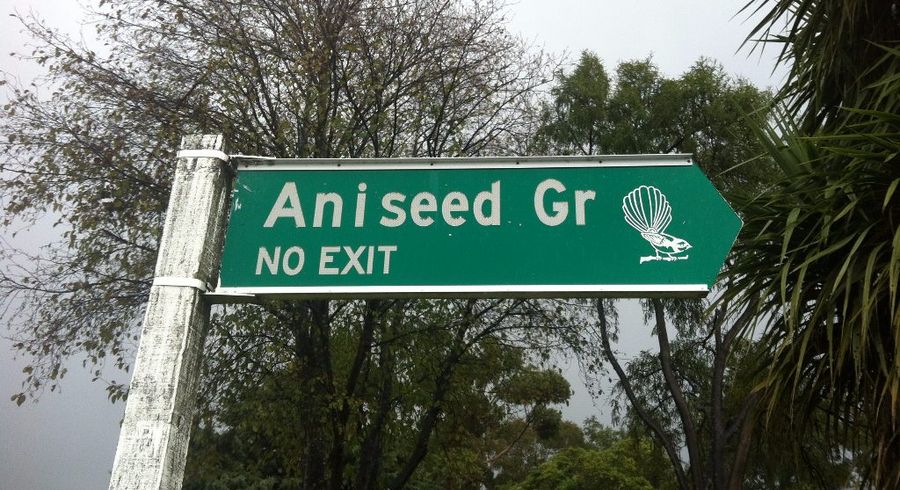 Aniseed Gr
NO EXIT